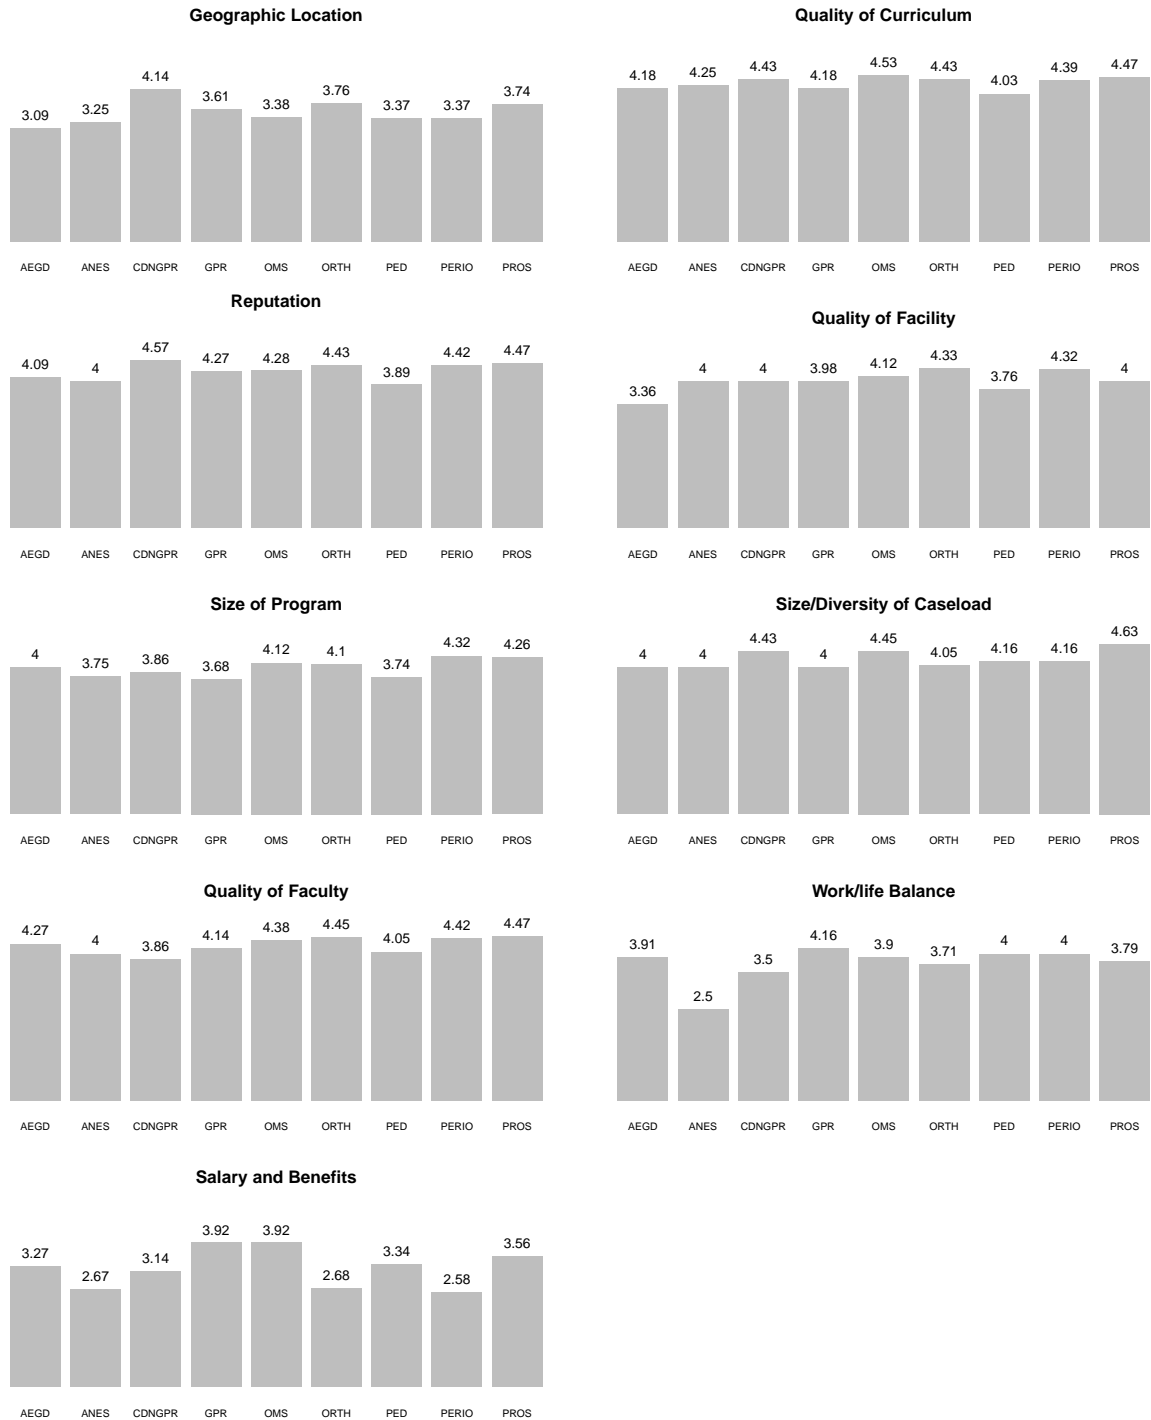 Geographic Location
3.09 3.25 4.14 3.61 3.38 3.76 3.37 3.37 3.74
AEGD ANES CDNGPR GPR OMS ORTH PED PERIO PROS
Quality of Curriculum
4.18 4.25 4.43 4.18 4.53 4.43 4.03 4.39 4.47
AEGD ANES CDNGPR GPR OMS ORTH PED PERIO PROS
Reputation
4.09 4 4.57 4.27 4.28 4.43 3.89 4.42 4.47
AEGD ANES CDNGPR GPR OMS ORTH PED PERIO PROS
Quality of Facility
3.36 4 4 3.98 4.12 4.33 3.76 4.32 4
AEGD ANES CDNGPR GPR OMS ORTH PED PERIO PROS
Size of Program
4 3.75 3.86 3.68 4.12 4.1 3.74 4.32 4.26
AEGD ANES CDNGPR GPR OMS ORTH PED PERIO PROS
Size/Diversity of Caseload
4 4 4.43 4 4.45 4.05 4.16 4.16 4.63
AEGD ANES CDNGPR GPR OMS ORTH PED PERIO PROS
Quality of Faculty
4.27 4 3.86 4.14 4.38 4.45 4.05 4.42 4.47
AEGD ANES CDNGPR GPR OMS ORTH PED PERIO PROS
Work/life Balance
3.91 2.5 3.5 4.16 3.9 3.71 4 4 3.79
AEGD ANES CDNGPR GPR OMS ORTH PED PERIO PROS
Salary and Benefits
3.27 2.67 3.14 3.92 3.92 2.68 3.34 2.58 3.56
AEGD ANES CDNGPR GPR OMS ORTH PED PERIO PROS